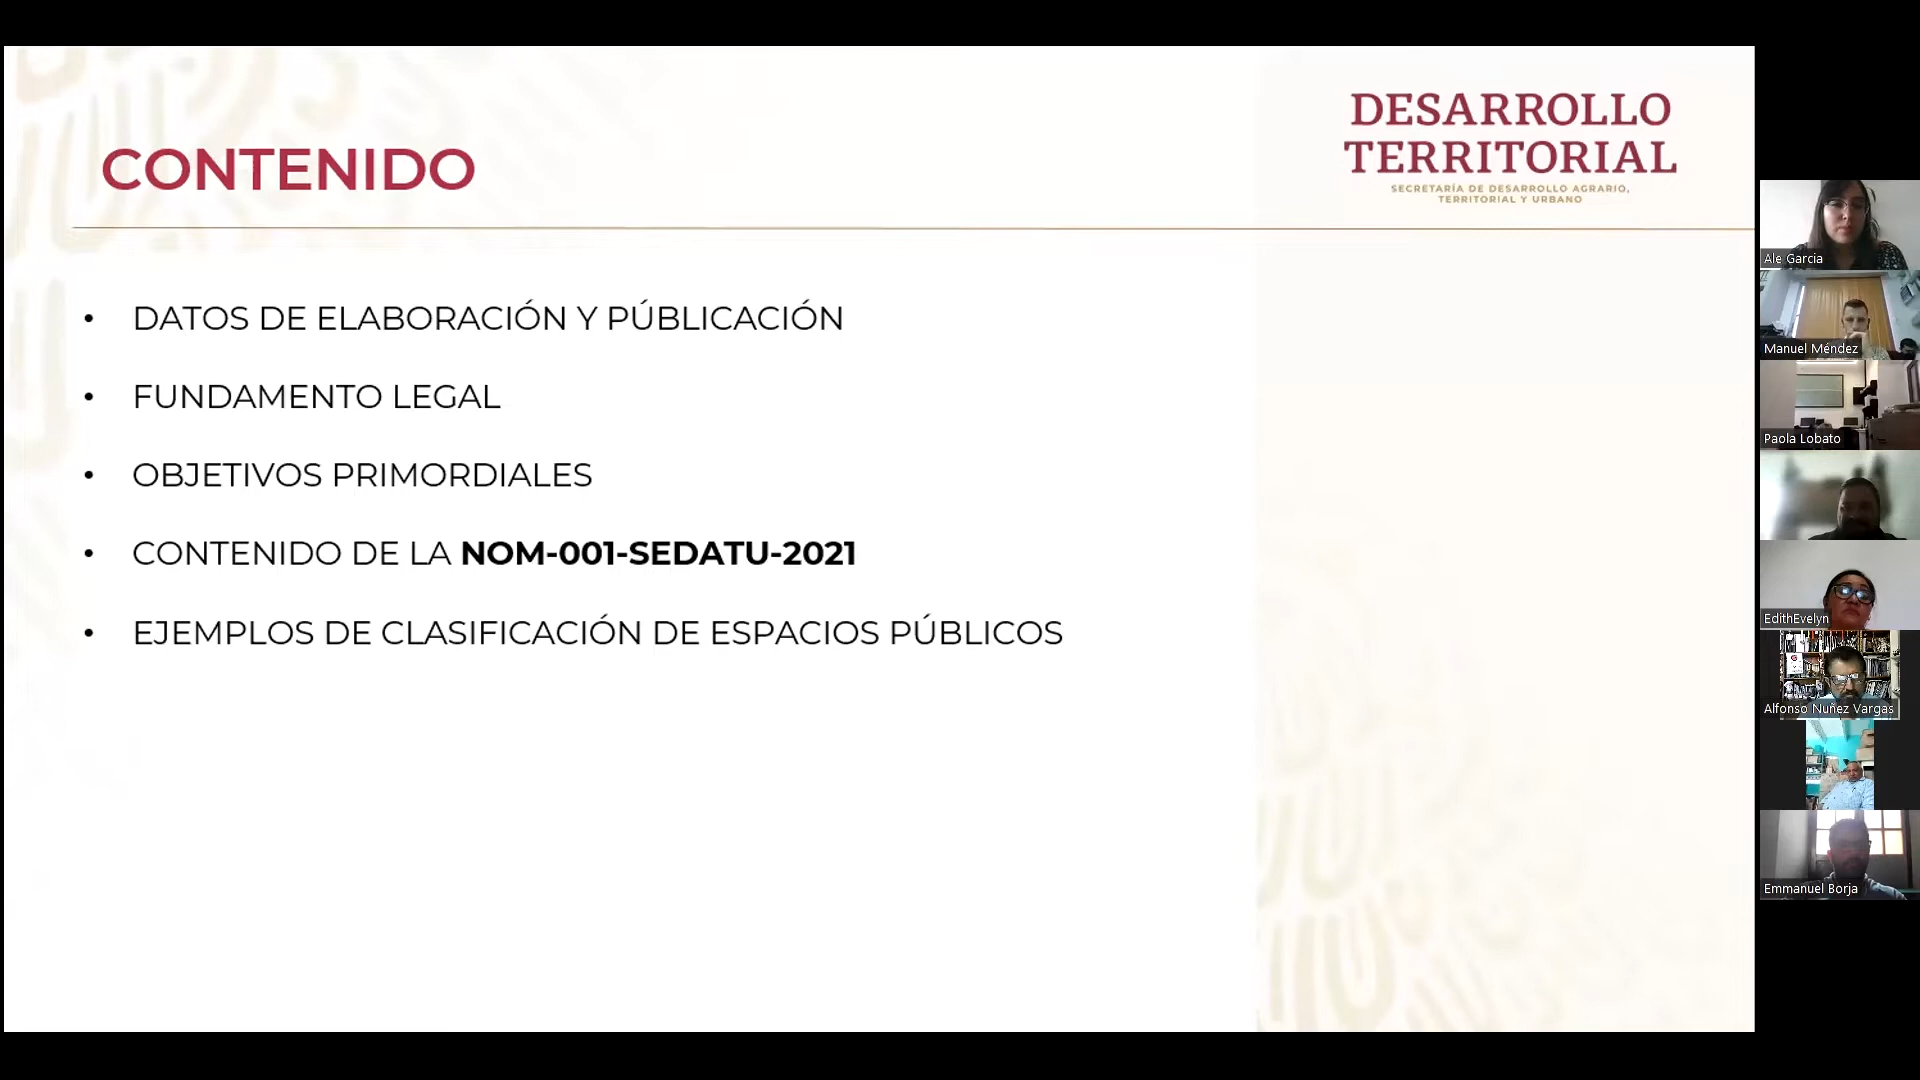 CONTENIDO
DESARROLLO
TERRITORIAL
SECRETARÍA DE DESARROLLO AGRARIO,
TERRITORIAL Y URBANO
• DATOS DE ELABORACIÓN Y PÚBLICACIÓN
• FUNDAMENTO LEGAL
• OBJETIVOS PRIMORDIALES
• CONTENIDO DE LA NOM-001-SEDATU-2021
• EJEMPLOS DE CLASIFICACIÓN DE ESPACIOS PÚBLICOS
Ale Garcia
Manuel Méndez
Paola Lobato
EdithEvelyn
Alfonso Nuñez Vargas
Emmanuel Borja